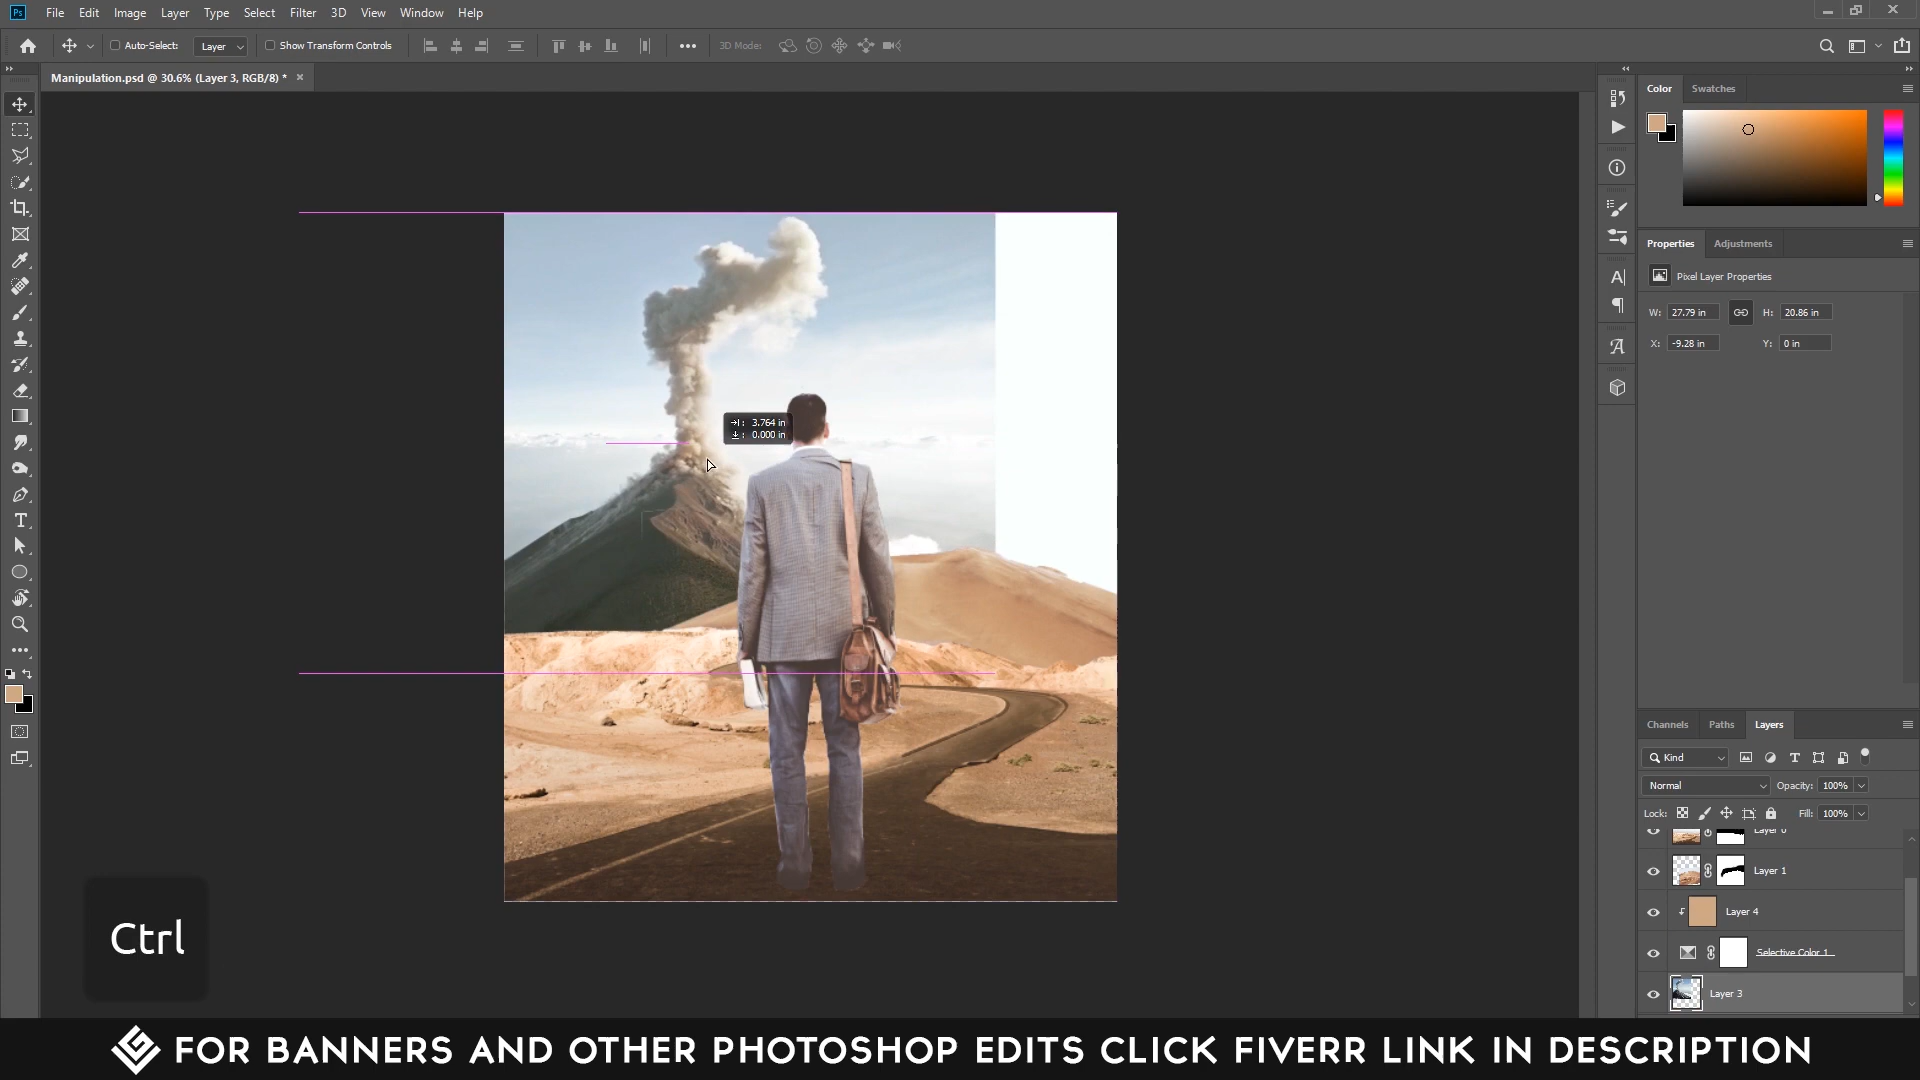 Ps File Edit Image Layer Type Select Filter 3D View Window Help
Auto-Select: Layer Show Transform Controls 3D Mode:
Manipulation.psd @ 30.6% (Layer 3, RGB/8) * ×
Color Swatches
Properties Adjustments
Pixel Layer Properties
W: 27.79 in H: 20.86 in
X: -9.28 in Y: 0 in
3.764 in
0.000 in
Channels Paths Layers
Kind
Normal Opacity: 100%
Lock: Fill: 100%
Layer 1
Layer 4
Selective Color 1
Layer 3
Ctrl
FOR BANNERS AND OTHER PHOTOSHOP EDITS CLICK FIVERR LINK IN DESCRIPTION